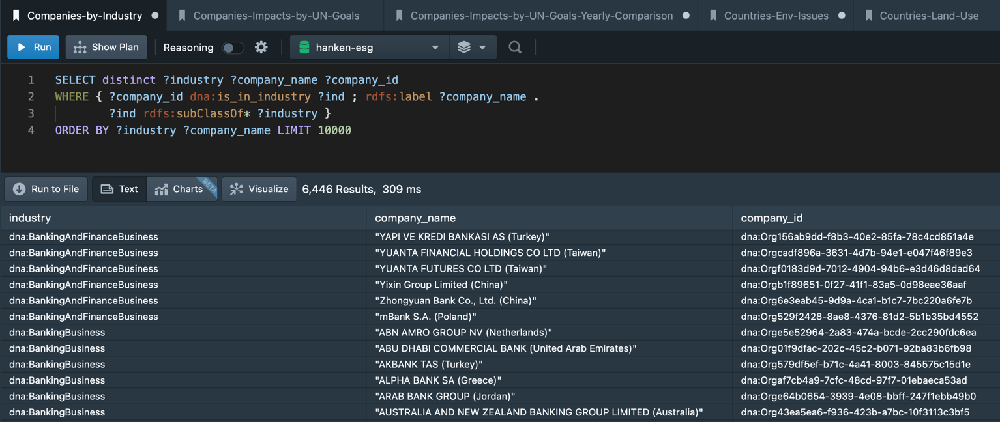 Companies-by-Industry Companies-Impacts-by-UN-Goals Companies-Impacts-by-UN-Goals-Yearly-Comparison Countries-Env-Issues Countries-Land-Use
Run Show Plan Reasoning hanken-esg
1 SELECT distinct ?industry ?company_name ?company_id
2 WHERE { ?company_id dna:is_in_industry ?ind ; rdfs:label ?company_name .
3 ?ind rdfs:subClassOf* ?industry }
4 ORDER BY ?industry ?company_name LIMIT 10000
Run to File Text Charts BETA Visualize 6,446 Results, 309 ms
industry company_name company_id
dna:BankingAndFinanceBusiness "YAPI VE KREDI BANKASI AS (Turkey)" dna:Org156ab9dd-f8b3-40e2-85fa-78c4cd851a4e
dna:BankingAndFinanceBusiness "YUANTA FINANCIAL HOLDINGS CO LTD (Taiwan)" dna:Orgcadf896a-3631-4d7b-94e1-e047f46f89e3
dna:BankingAndFinanceBusiness "YUANTA FUTURES CO LTD (Taiwan)" dna:Orgf0183d9d-7012-4904-94b6-e3d46d8dad64
dna:BankingAndFinanceBusiness "Yixin Group Limited (China)" dna:Orgb1f89651-0f27-41f1-83a5-0d98eae36aaf
dna:BankingAndFinanceBusiness "Zhongyuan Bank Co., Ltd. (China)" dna:Org6e3eab45-9d9a-4ca1-b1c7-7bc220a6fe7b
dna:BankingAndFinanceBusiness "mBank S.A. (Poland)" dna:Org529f2428-8ae8-4376-81d2-5b1b35bd4552
dna:BankingBusiness "ABN AMRO GROUP NV (Netherlands)" dna:Orge5e52964-2a83-474a-bcde-2cc290fdc6ea
dna:BankingBusiness "ABU DHABI COMMERCIAL BANK (United Arab Emirates)" dna:Org01f9dfac-202c-45c2-b071-92ba83b6fb98
dna:BankingBusiness "AKBANK TAS (Turkey)" dna:Org579df5ef-b71c-4a41-8003-845575c15d1e
dna:BankingBusiness "ALPHA BANK SA (Greece)" dna:Orgaf7cb4a9-7cfc-48cd-97f7-01ebaeca53ad
dna:BankingBusiness "ARAB BANK GROUP (Jordan)" dna:Orge64b0654-3939-4e08-bbff-247f1ebb49b0
dna:BankingBusiness "AUSTRALIA AND NEW ZEALAND BANKING GROUP LIMITED (Australia)" dna:Org43ea5ea6-f936-423b-a7bc-10f3113c3bf5